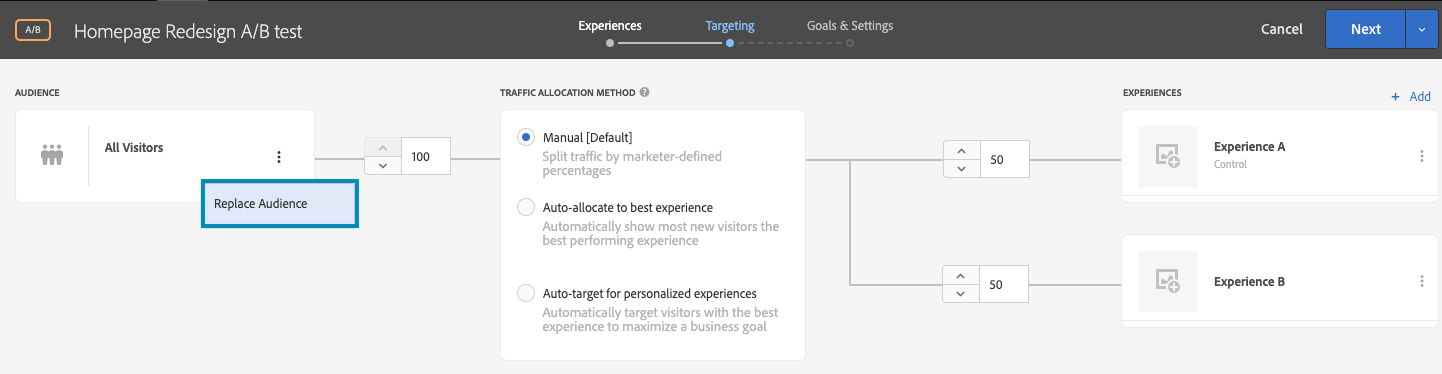 A/B
Homepage Redesign A/B test
Experiences
Targeting
Goals & Settings
Cancel
Next
AUDIENCE
All Visitors
Replace Audience
100
TRAFFIC ALLOCATION METHOD ?
Manual [Default]
Split traffic by marketer-defined
percentages
Auto-allocate to best experience
Automatically show most new visitors the
best performing experience
Auto-target for personalized experiences
Automatically target visitors with the best
experience to maximize a business goal
50
50
EXPERIENCES
+ Add
Experience A
Control
Experience B